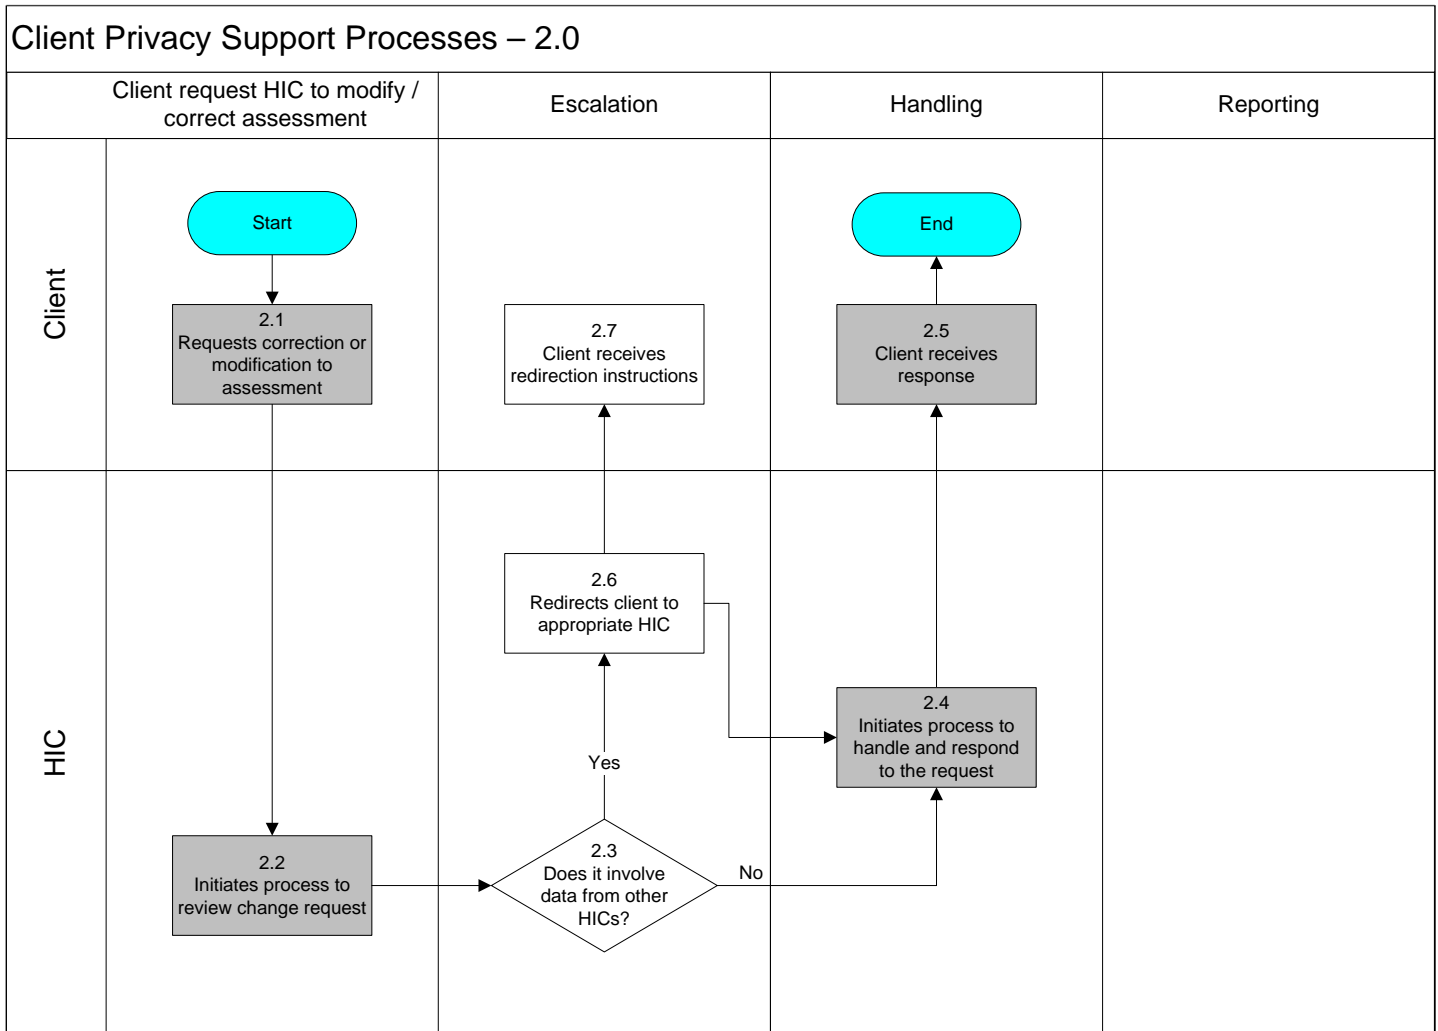 Client Privacy Support Processes – 2.0
Client request HIC to modify /
correct assessment
Escalation
Handling
Reporting
Client
Start
End
2.1
Requests correction or
modification to
assessment
2.7
Client receives
redirection instructions
2.5
Client receives
response
HIC
2.6
Redirects client to
appropriate HIC
2.4
Initiates process to
handle and respond
to the request
Yes
2.2
Initiates process to
review change request
2.3
Does it involve
data from other
HICs?
No